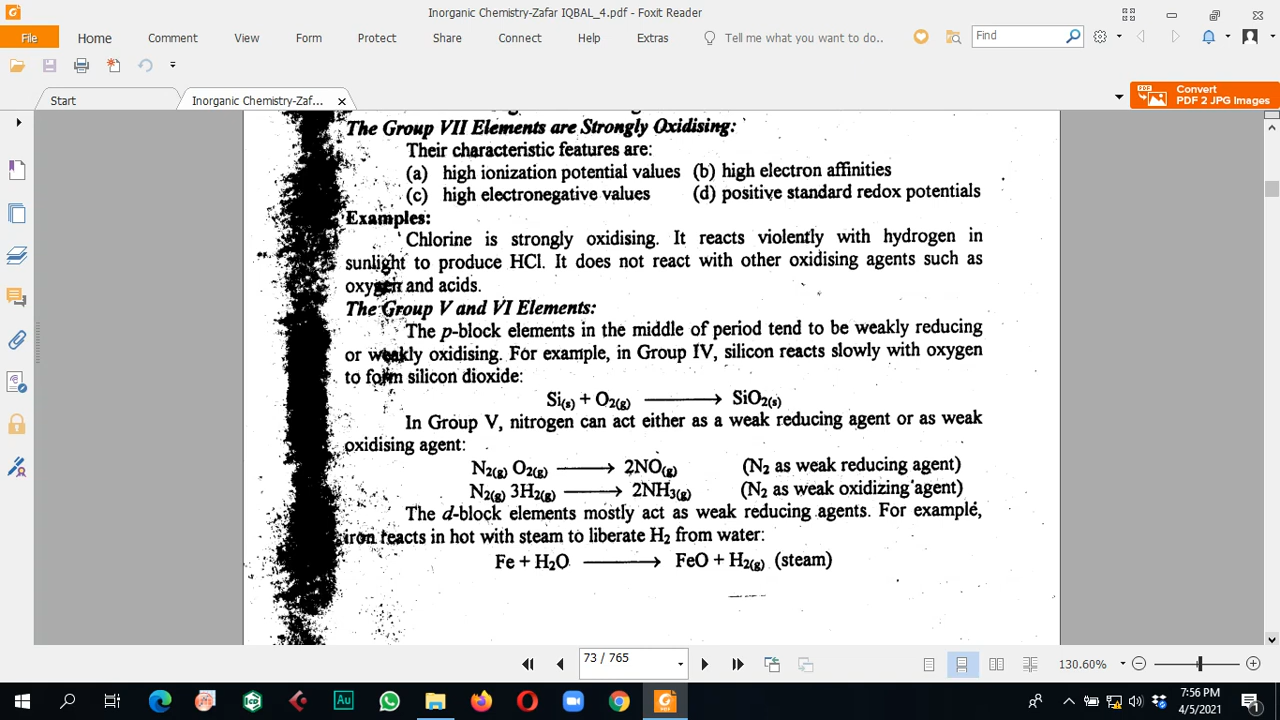 Inorganic Chemistry-Zafar IQBAL_4.pdf - Foxit Reader
File Home Comment View Form Protect Share Connect Help Extras Tell me what you want to do.. Find
Start Inorganic Chemistry-Zaf... Convert
PDF 2 JPG Images
The Group VII Elements are Strongly Oxidising:
Their characteristic features are:
(a) high ionization potential values (b) high electron affinities
(c) high electronegative values (d) positive standard redox potentials
Examples:
Chlorine is strongly oxidising. It reacts violently with hydrogen in
sunlight to produce HCl. It does not react with other oxidising agents such as
oxygen and acids.
The Group V and VI Elements:
The p-block elements in the middle of period tend to be weakly reducing
or weakly oxidising. For example, in Group IV, silicon reacts slowly with oxygen
to form silicon dioxide:
Si(s) + O2(g) ⟶ SiO2(s)
In Group V, nitrogen can act either as a weak reducing agent or as weak
oxidising agent:
N2(g) O2(g) ⟶ 2NO(g) (N2 as weak reducing agent)
N2(g) 3H2(g) ⟶ 2NH3(g) (N2 as weak oxidizing agent)
The d-block elements mostly act as weak reducing agents. For example,
iron reacts in hot with steam to liberate H2 from water:
Fe + H2O ⟶ FeO + H2(g) (steam)
73 / 765
130.60%
Au
7:56 PM
4/5/2021